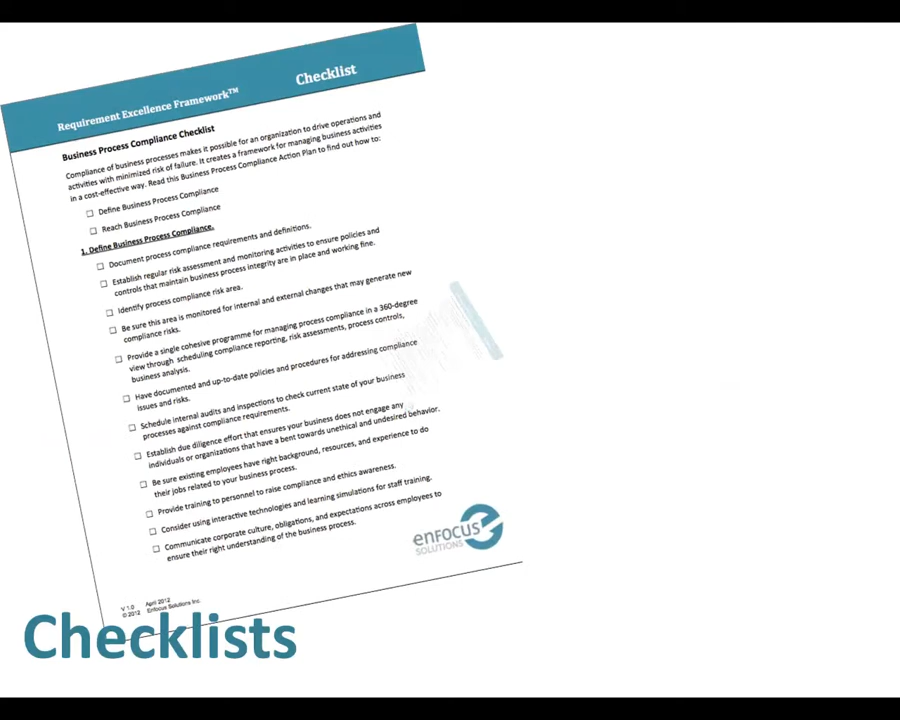 Requirement Excellence Framework™ Checklist
Business Process Compliance Checklist
Compliance of business processes makes it possible for an organization to drive operations and
activities with minimized risk of failure. It creates a framework for managing business activities
in a cost-effective way. Read this Business Process Compliance Action Plan to find out how to:
☐ Define Business Process Compliance
☐ Reach Business Process Compliance
1. Define Business Process Compliance.
☐ Document process compliance requirements and definitions.
☐ Establish regular risk assessment and monitoring activities to ensure policies and
controls that maintain business process integrity are in place and working fine.
☐ Identify process compliance risk area.
☐ Be sure this area is monitored for internal and external changes that may generate new
compliance risks.
☐ Provide a single cohesive programme for managing process compliance in a 360-degree
view through scheduling compliance reporting, risk assessments, process controls,
business analysis.
☐ Have documented and up-to-date policies and procedures for addressing compliance
issues and risks.
☐ Schedule internal audits and inspections to check current state of your business
processes against compliance requirements.
☐ Establish due diligence effort that ensures your business does not engage any
individuals or organizations that have a bent towards unethical and undesired behavior.
☐ Be sure existing employees have right background, resources, and experience to do
their jobs related to your business process.
☐ Provide training to personnel to raise compliance and ethics awareness.
☐ Consider using interactive technologies and learning simulations for staff training.
☐ Communicate corporate culture, obligations, and expectations across employees to
ensure their right understanding of the business process.
enFocus
SOLUTIONS
V 1.0 April 2012
© 2012 Enfocus Solutions Inc.
Checklists